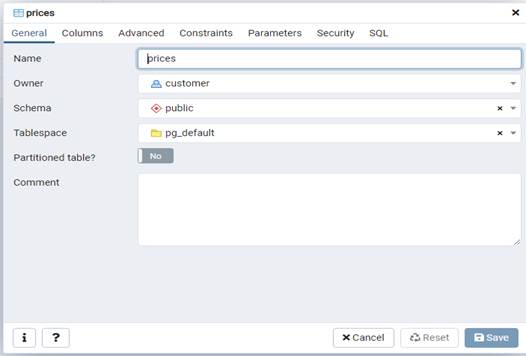 prices
General Columns Advanced Constraints Parameters Security SQL
Name prices
Owner customer
Schema public
Tablespace pg_default
Partitioned table? No
Comment
i ? Cancel Reset Save